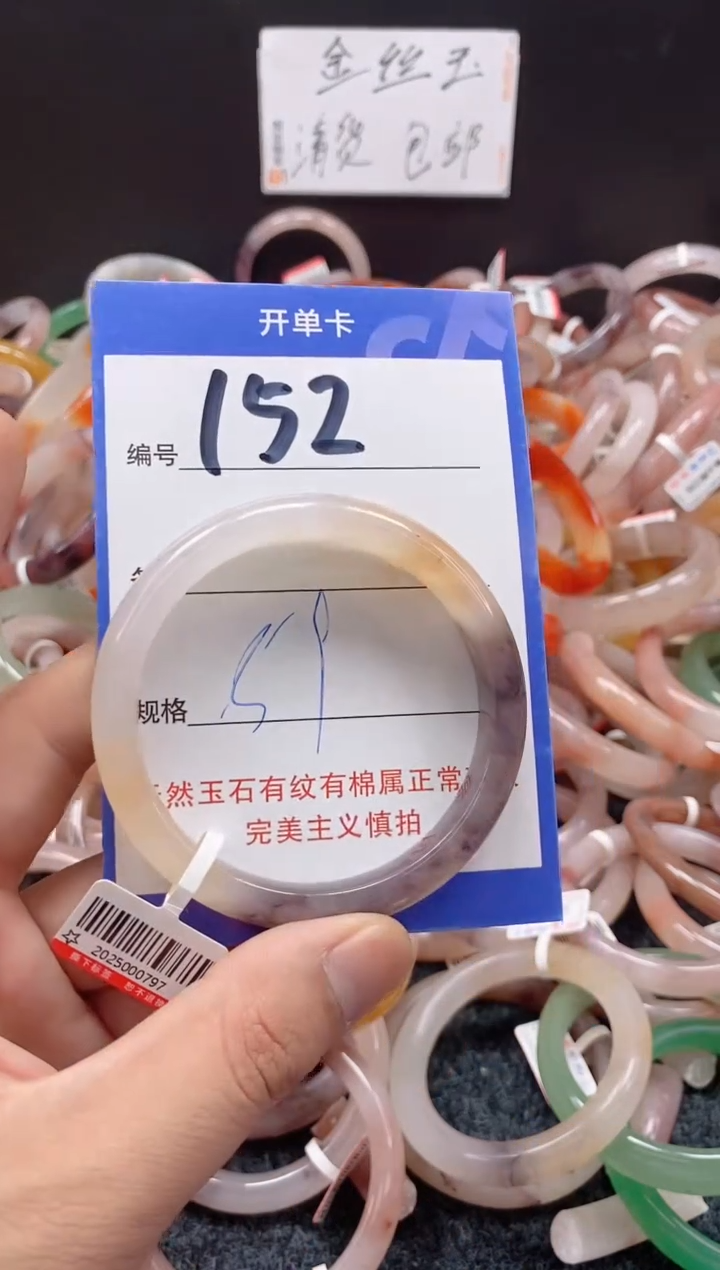 金丝玉
清货 包邮
开单卡
编号 152
规格
然玉石有纹有棉属正常
完美主义慎拍
2025000797